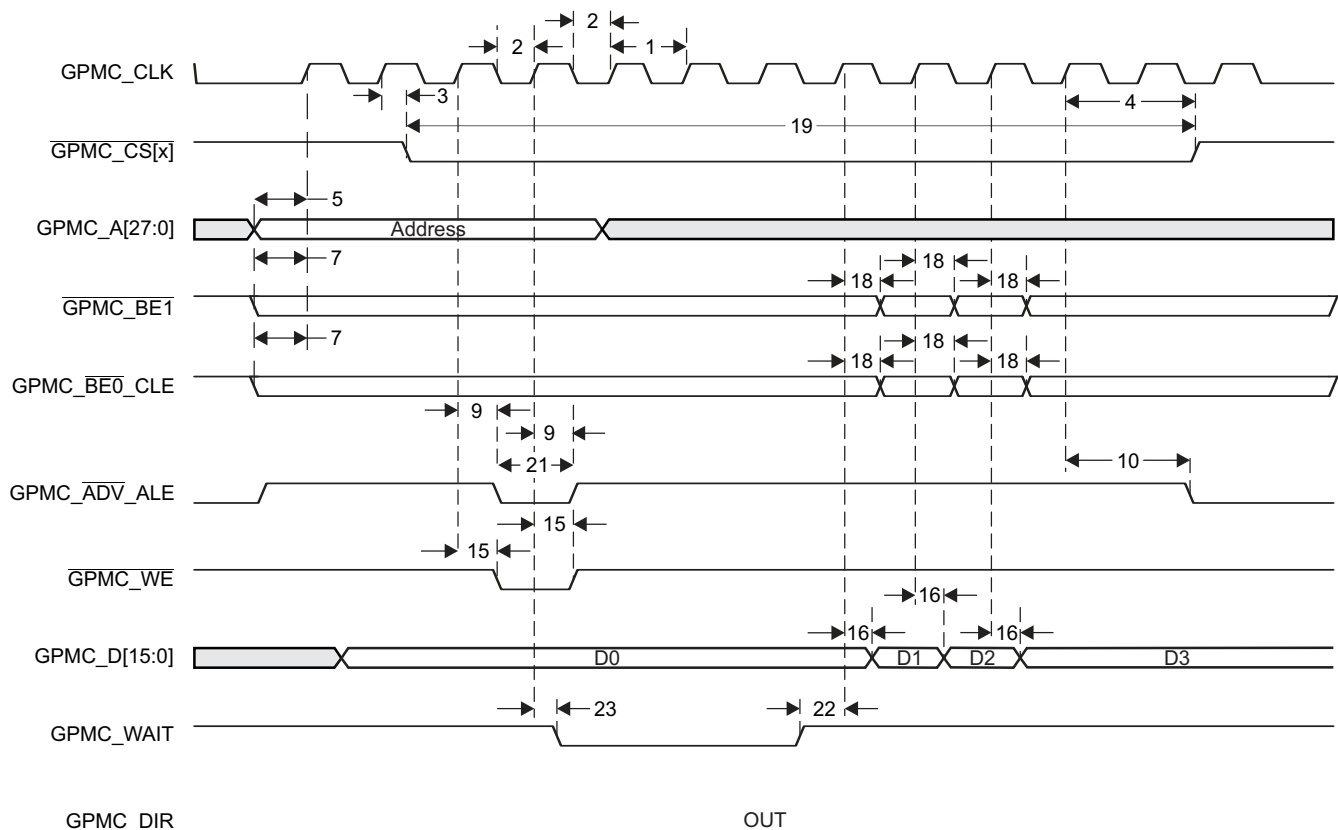 2
2 1
GPMC_CLK
3 4
19
GPMC_CS[x]
5
GPMC_A[27:0] Address
7 18
18 18
GPMC_BE1
7 18
18 18
GPMC_BE0_CLE
9
9
21 10
GPMC_ADV_ALE
15
15
GPMC_WE
16
16 16
GPMC_D[15:0] D0 D1 D2 D3
23 22
GPMC_WAIT
GPMC_DIR OUT